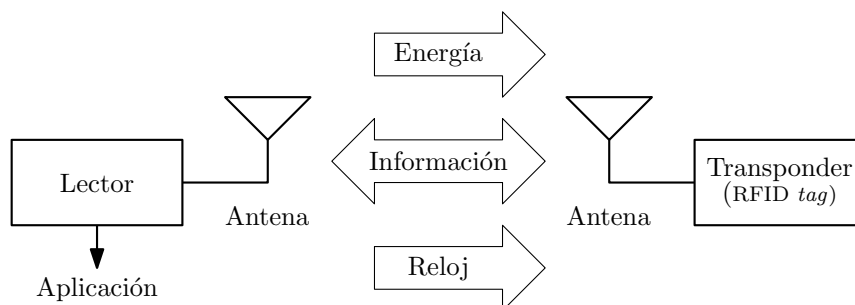 Energía
Información
Lector
Transponder
(RFID tag)
Antena
Antena
Reloj
Aplicación